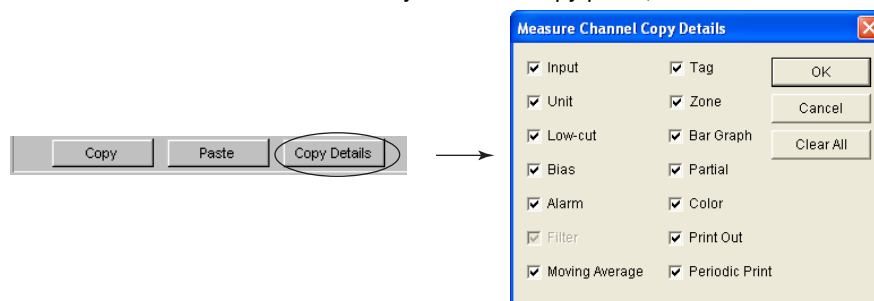 Measure Channel Copy Details
Input
Tag
OK
Unit
Zone
Cancel
Low-cut
Bar Graph
Clear All
Copy
Paste
Copy Details
Bias
Partial
Alarm
Color
Filter
Print Out
Moving Average
Periodic Print